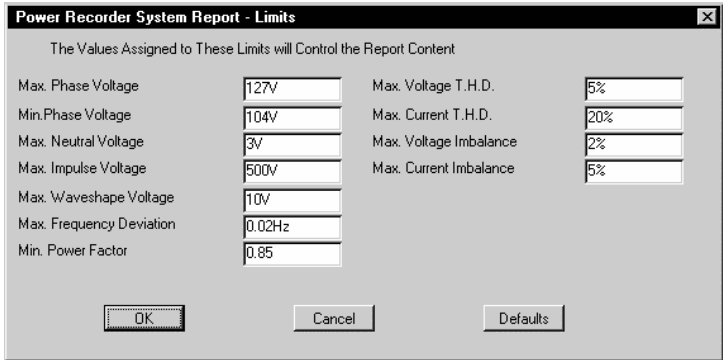 Power Recorder System Report - Limits
The Values Assigned to These Limits will Control the Report Content
Max. Phase Voltage 127V Max. Voltage T.H.D. 5%
Min.Phase Voltage 104V Max. Current T.H.D. 20%
Max. Neutral Voltage 3V Max. Voltage Imbalance 2%
Max. Impulse Voltage 500V Max. Current Imbalance 5%
Max. Waveshape Voltage 10V
Max. Frequency Deviation 0.02Hz
Min. Power Factor 0.85
OK Cancel Defaults